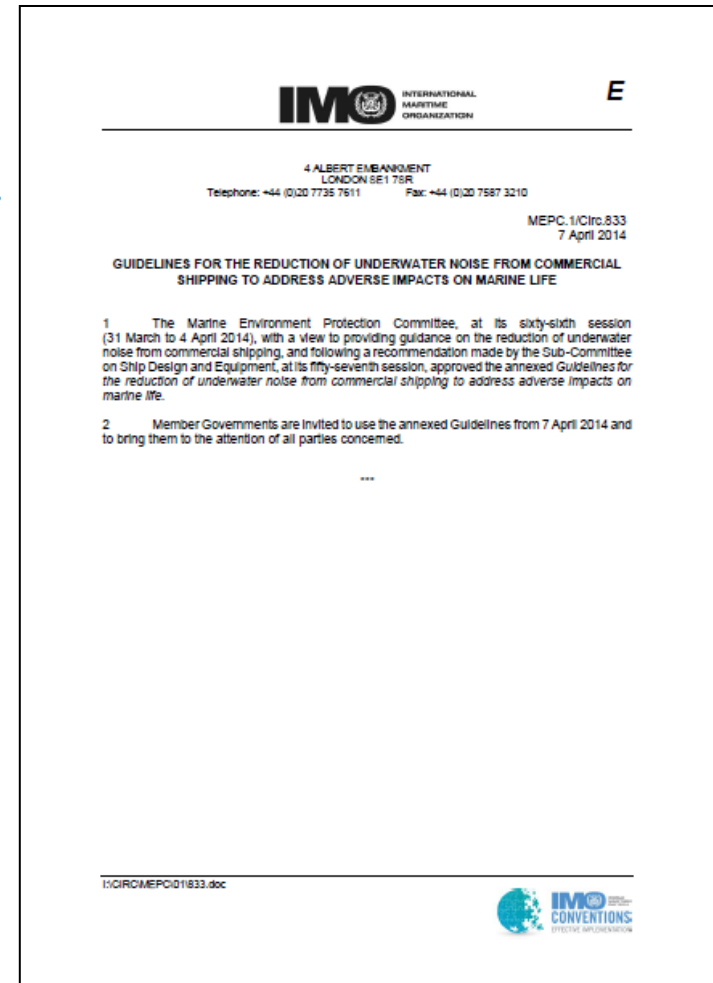 IMO INTERNATIONAL
MARITIME
ORGANIZATION
E
4 ALBERT EMBANKMENT
LONDON SE1 7SR
Telephone: +44 (0)20 7735 7611 Fax: +44 (0)20 7587 3210
MEPC.1/Circ.833
7 April 2014
GUIDELINES FOR THE REDUCTION OF UNDERWATER NOISE FROM COMMERCIAL
SHIPPING TO ADDRESS ADVERSE IMPACTS ON MARINE LIFE
1 The Marine Environment Protection Committee, at its sixty-sixth session
(31 March to 4 April 2014), with a view to providing guidance on the reduction of underwater
noise from commercial shipping, and following a recommendation made by the Sub-Committee
on Ship Design and Equipment, at its fifty-seventh session, approved the annexed Guidelines for
the reduction of underwater noise from commercial shipping to address adverse impacts on
marine life.
2 Member Governments are invited to use the annexed Guidelines from 7 April 2014 and
to bring them to the attention of all parties concerned.
***
I:\CIRC\MEPC\01\833.doc
IMO
CONVENTIONS
EFFECTIVE IMPLEMENTATION